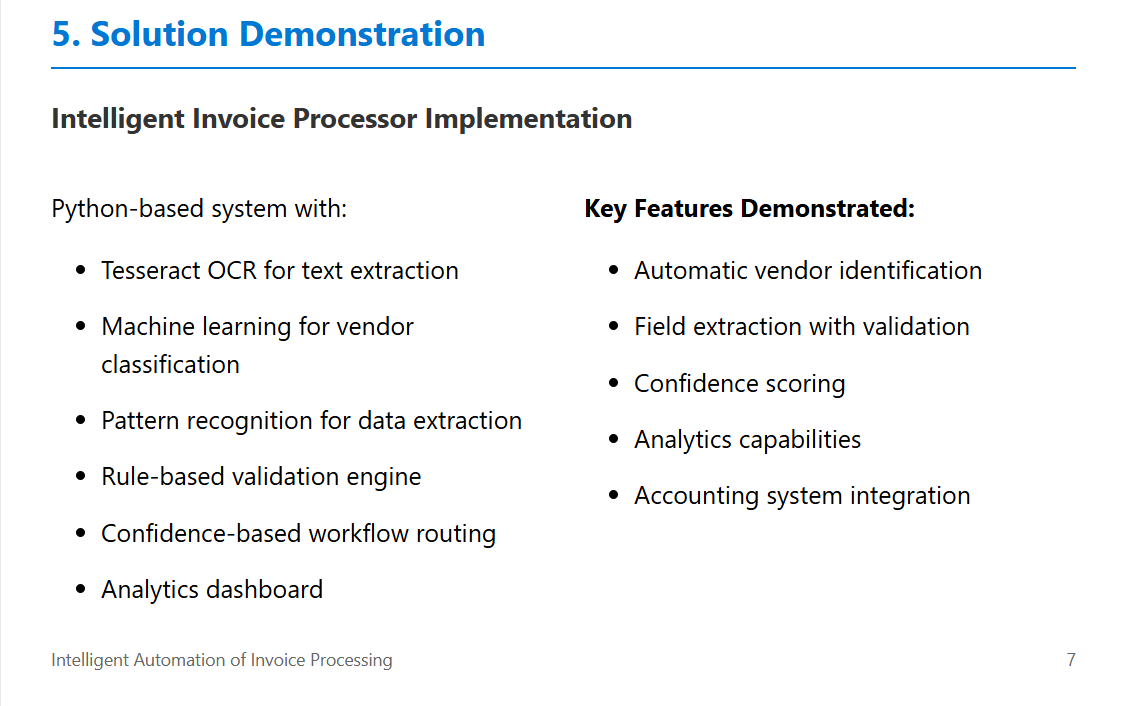 5. Solution Demonstration
Intelligent Invoice Processor Implementation
Python-based system with:
• Tesseract OCR for text extraction
• Machine learning for vendor
classification
• Pattern recognition for data extraction
• Rule-based validation engine
• Confidence-based workflow routing
• Analytics dashboard
Key Features Demonstrated:
• Automatic vendor identification
• Field extraction with validation
• Confidence scoring
• Analytics capabilities
• Accounting system integration
Intelligent Automation of Invoice Processing
7